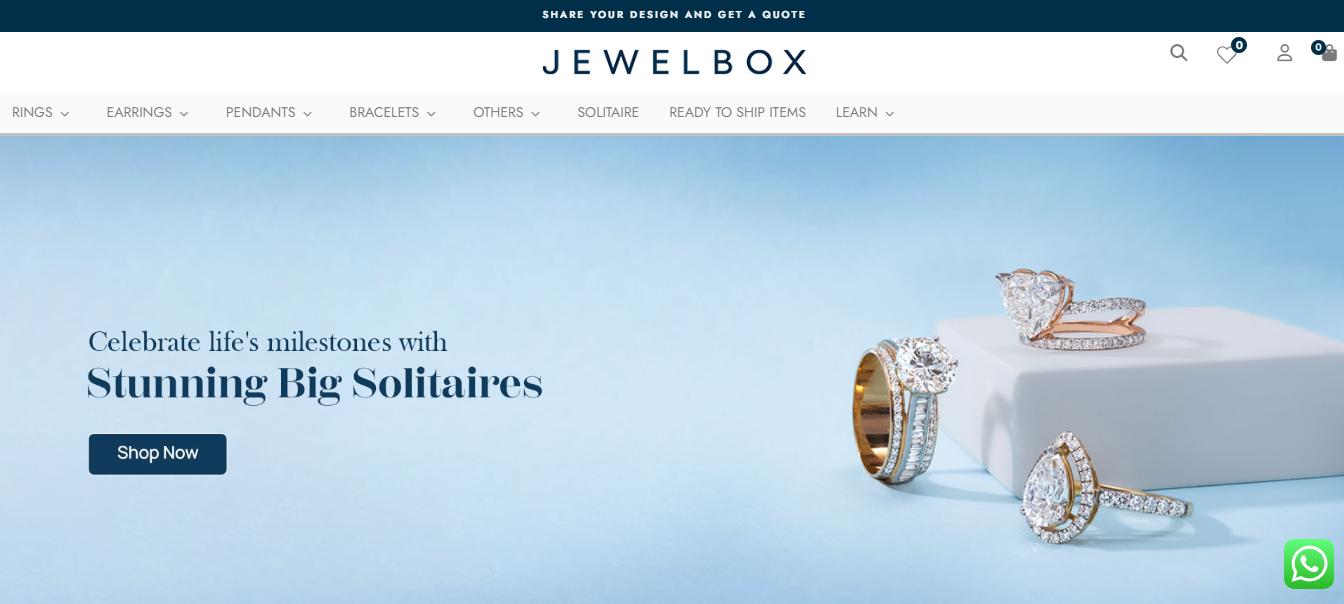 SHARE YOUR DESIGN AND GET A QUOTE
JEWELBOX
0
0
RINGS
EARRINGS
PENDANTS
BRACELETS
OTHERS
SOLITAIRE
READY TO SHIP ITEMS
LEARN
Celebrate life's milestones with
Stunning Big Solitaires
Shop Now